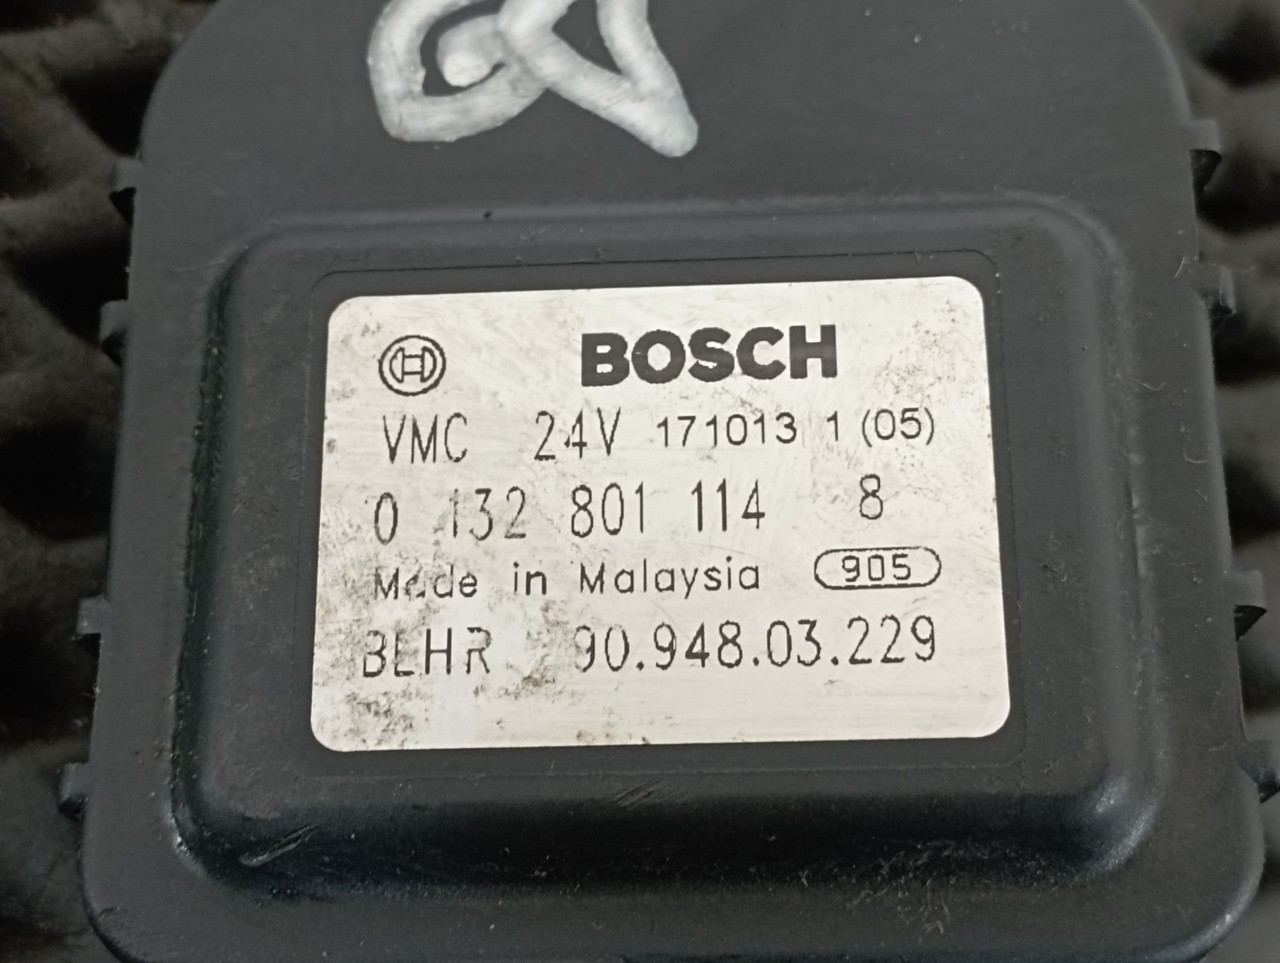 BOSCH
VMC 24V 171013 1 (05)
0 132 801 114 8
Made in Malaysia 905
BEHR 90.948.03.229